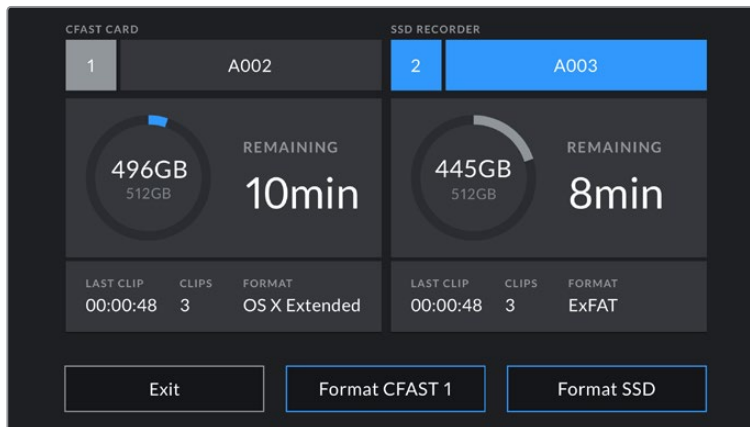 CFAST CARD
1 A002
496GB
512GB
REMAINING
10min
LAST CLIP CLIPS FORMAT
00:00:48 3 OS X Extended
SSD RECORDER
2 A003
445GB
512GB
REMAINING
8min
LAST CLIP CLIPS FORMAT
00:00:48 3 ExFAT
Exit Format CFAST 1 Format SSD